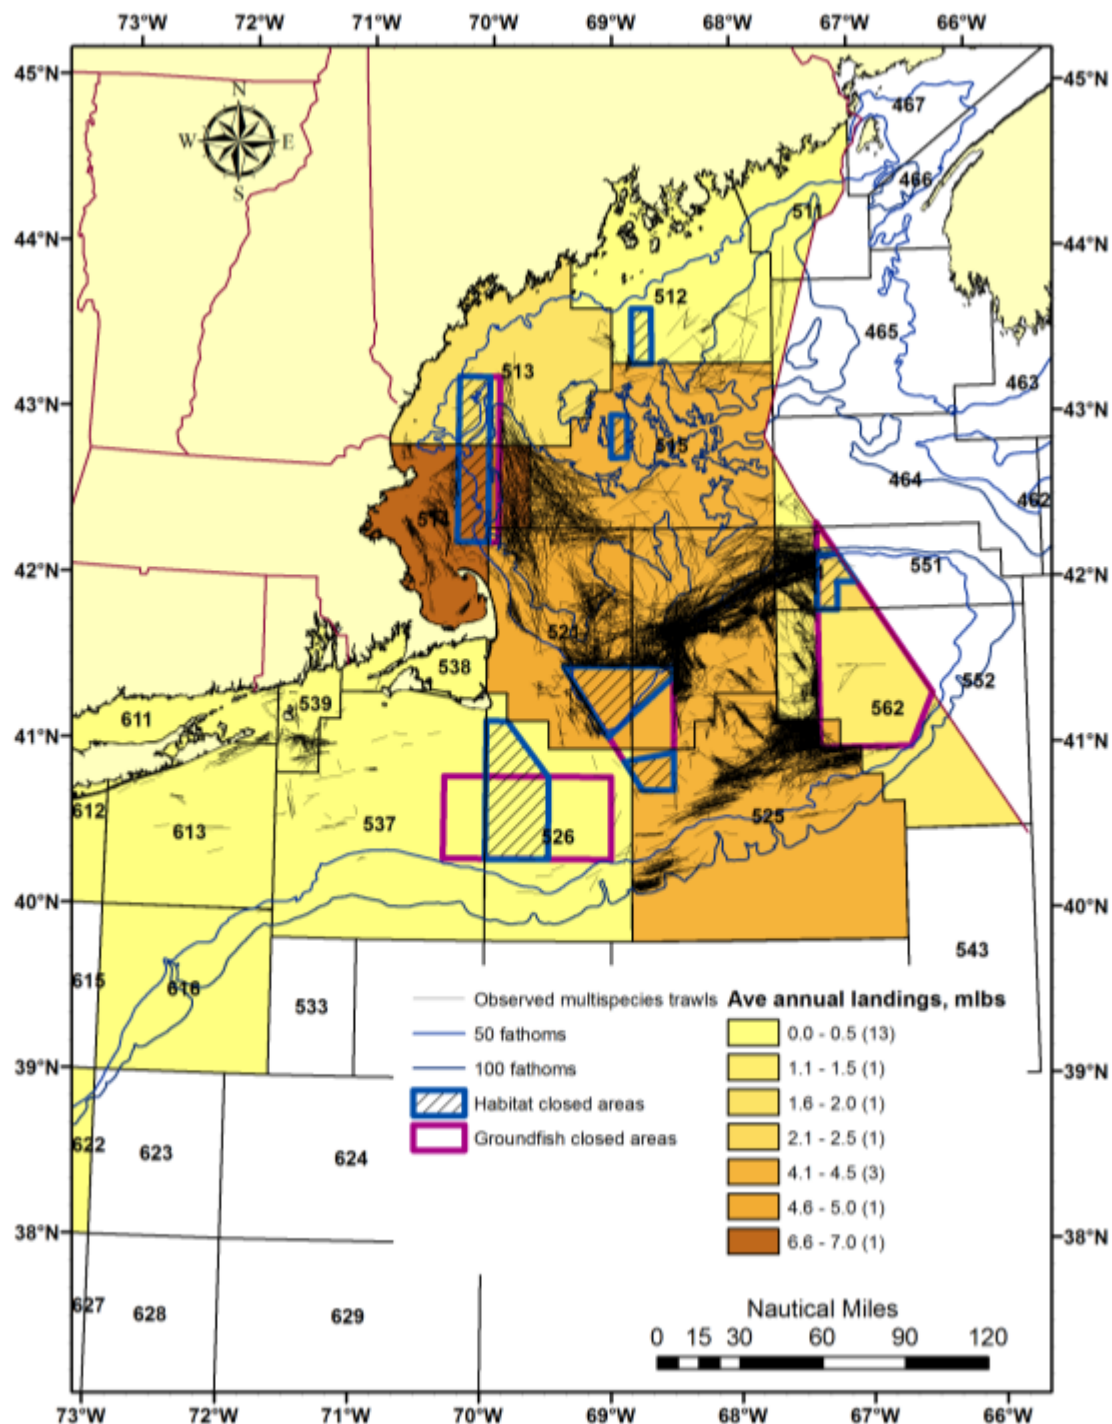 73°W 72°W 71°W 70°W 69°W 68°W 67°W 66°W
45°N 45°N
467
N
W E
S
466
511
44°N 44°N
512
465
513
463
43°N 43°N
515
464
462
514
42°N 42°N
551
521
538
552
539
611
562
41°N 41°N
612
613
537
526
525
40°N 40°N
543
615
616
533
Observed multispecies trawls
50 fathoms
100 fathoms
Habitat closed areas
Groundfish closed areas
Ave annual landings, mlbs
0.0 - 0.5 (13)
1.1 - 1.5 (1)
1.6 - 2.0 (1)
2.1 - 2.5 (1)
4.1 - 4.5 (3)
4.6 - 5.0 (1)
6.6 - 7.0 (1)
39°N 39°N
622
623
624
38°N 38°N
627
628
629
Nautical Miles
0 15 30 60 90 120
73°W 72°W 71°W 70°W 69°W 68°W 67°W 66°W